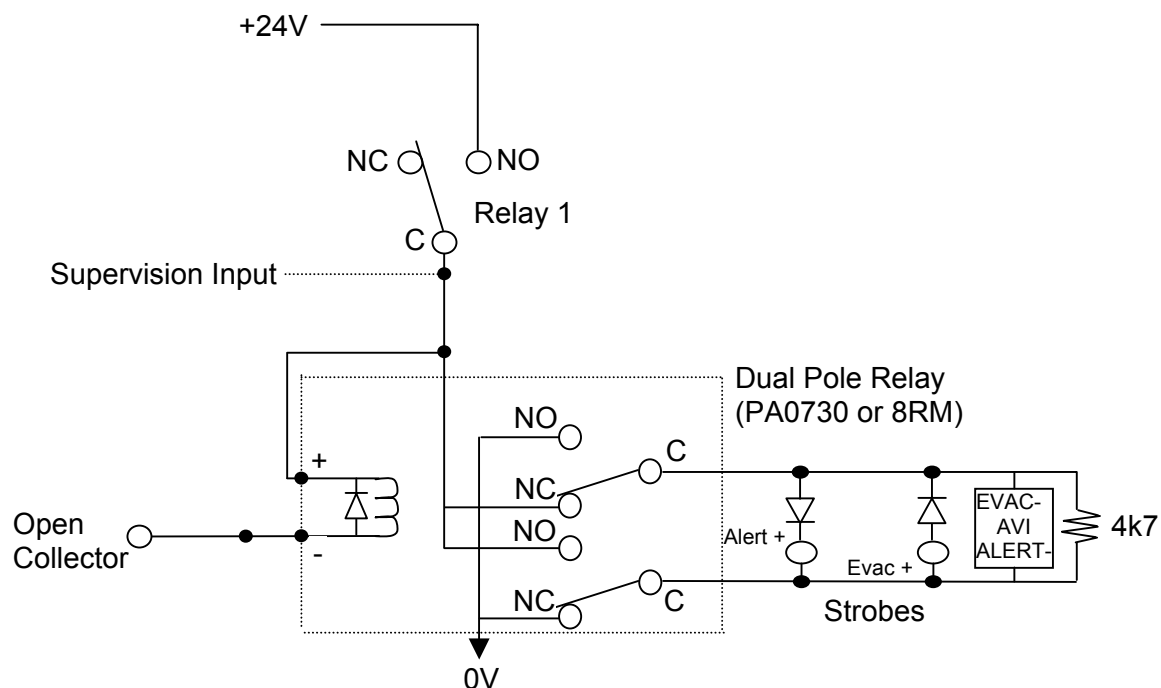 +24V
NC
NO
Relay 1
C
Supervision Input
Dual Pole Relay
(PA0730 or 8RM)
NO
C
+
NC
EVAC-
AVI
ALERT-
4k7
Open
Collector
-
NO
Alert +
Evac +
NC
C
Strobes
0V